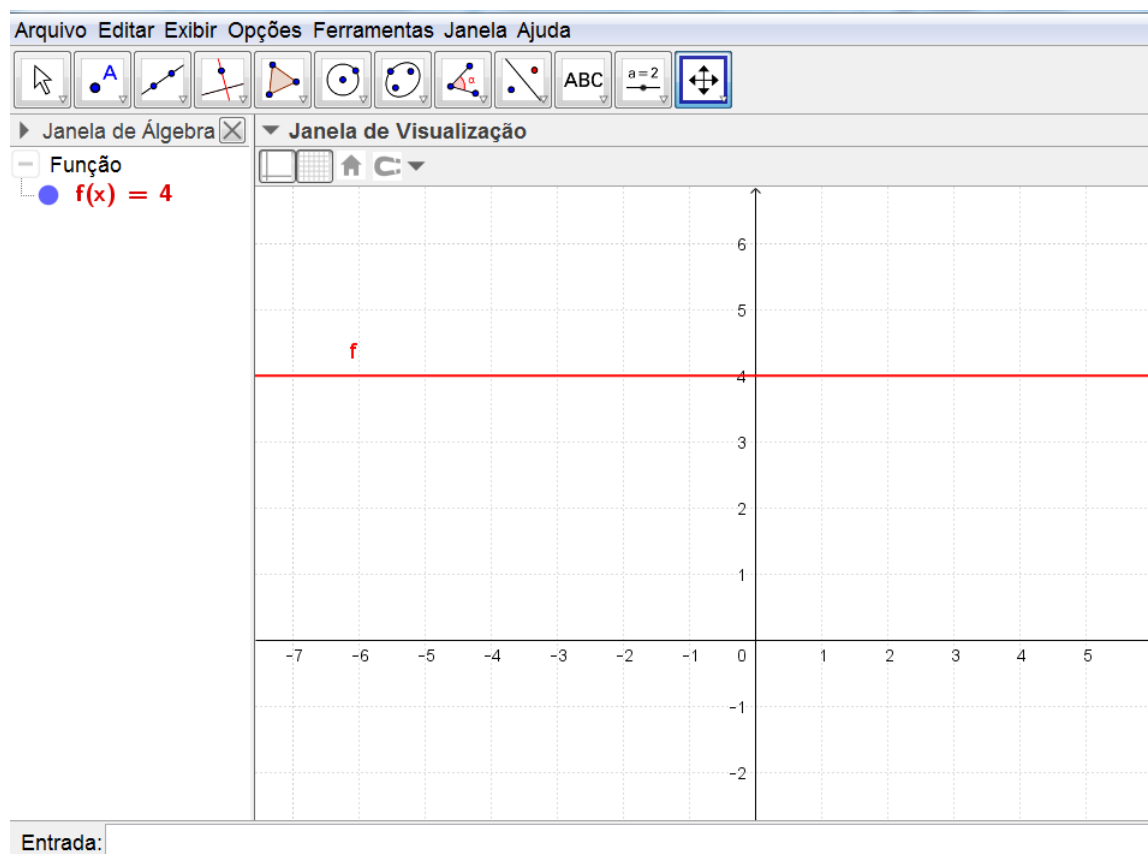 Arquivo Editar Exibir Opções Ferramentas Janela Ajuda
A α ABC a=2
Janela de Álgebra
Janela de Visualização
Função
f(x) = 4
6
5
f
4
3
2
1
-7 -6 -5 -4 -3 -2 -1 0 1 2 3 4 5
-1
-2
Entrada: